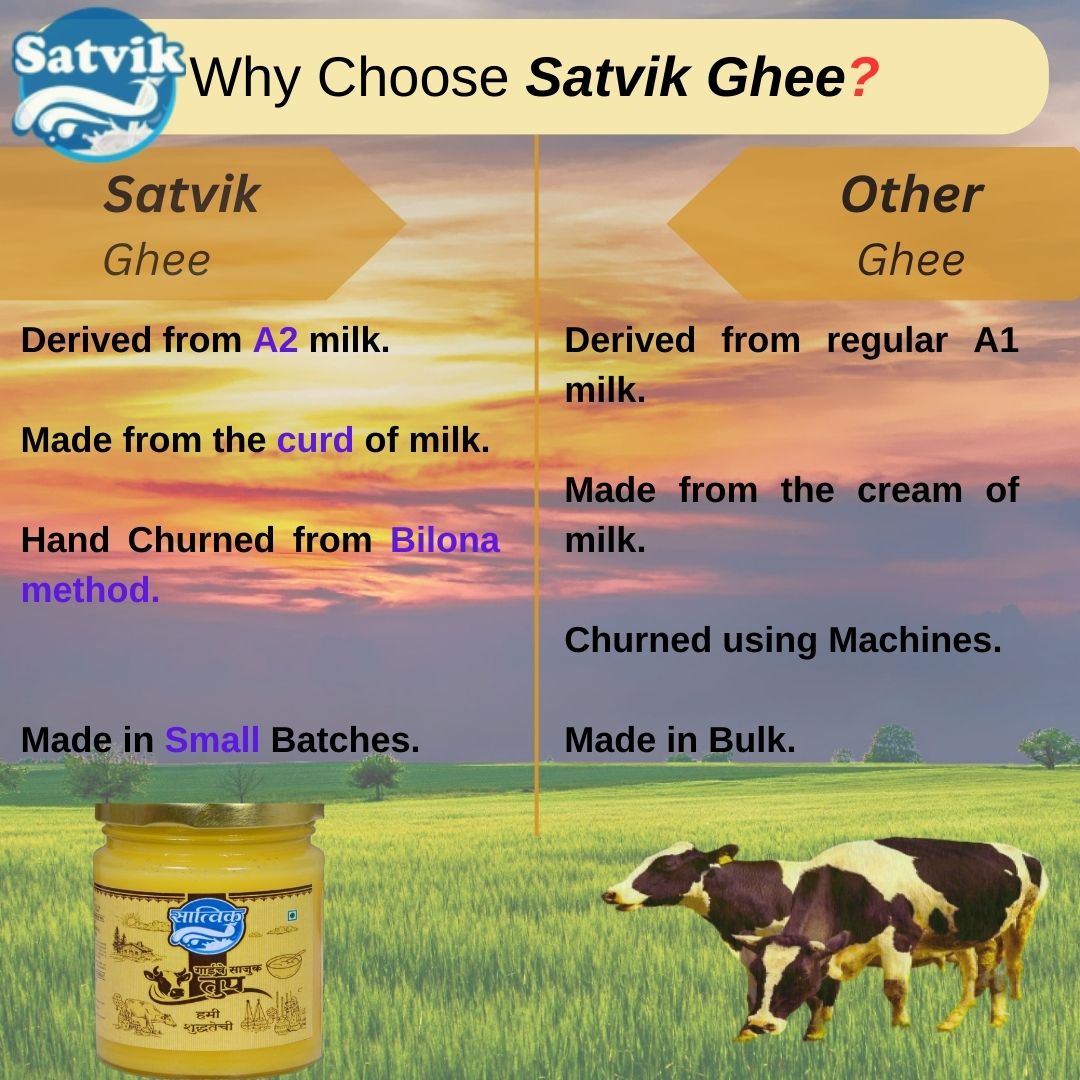 Satvik
Why Choose Satvik Ghee?
Satvik
Ghee
Other
Ghee
Derived from A2 milk.
Made from the curd of milk.
Hand Churned from Bilona
method.
Made in Small Batches.
Derived from regular A1
milk.
Made from the cream of
milk.
Churned using Machines.
Made in Bulk.
सात्विक
गाईचे साजुक
तुप
हमी
शुद्धतेची